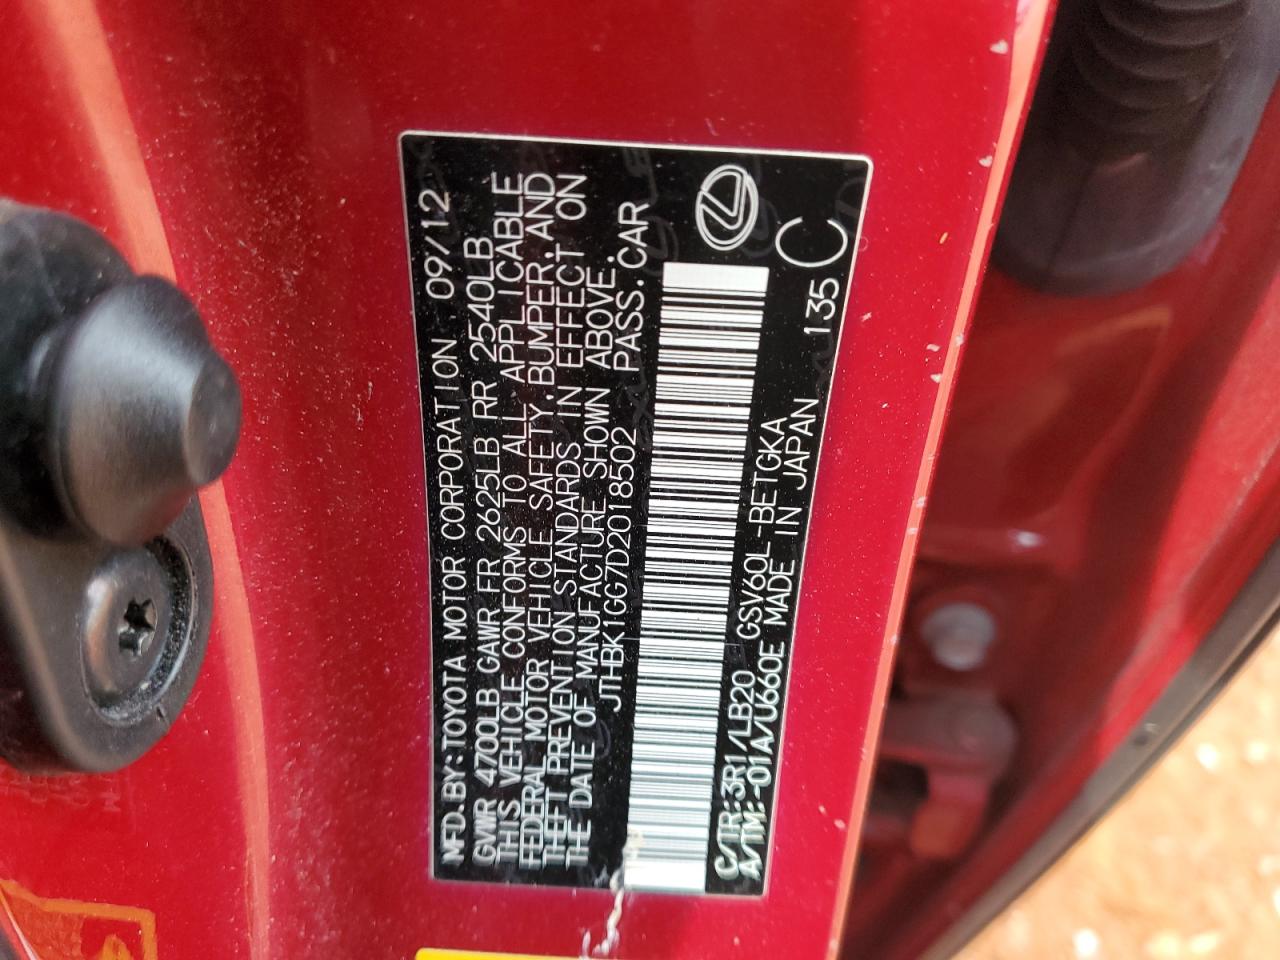 MFD.BY:TOYOTA MOTOR CORPORATION 09/12
GVWR 4700LB GAWR FR 2625LB RR 2540LB
THIS VEHICLE CONFORMS TO ALL APPLICABLE
FEDERAL MOTOR VEHICLE SAFETY,BUMPER,AND
THEFT PREVENTION STANDARDS IN EFFECT ON
THE DATE OF MANUFACTURE SHOWN ABOVE.
JTHBK1GG7D2018502 PASS.CAR
C/TR:3R1/LB20 GSV60L-BETGKA
A/TM:-01A/U660E MADE IN JAPAN 135 C